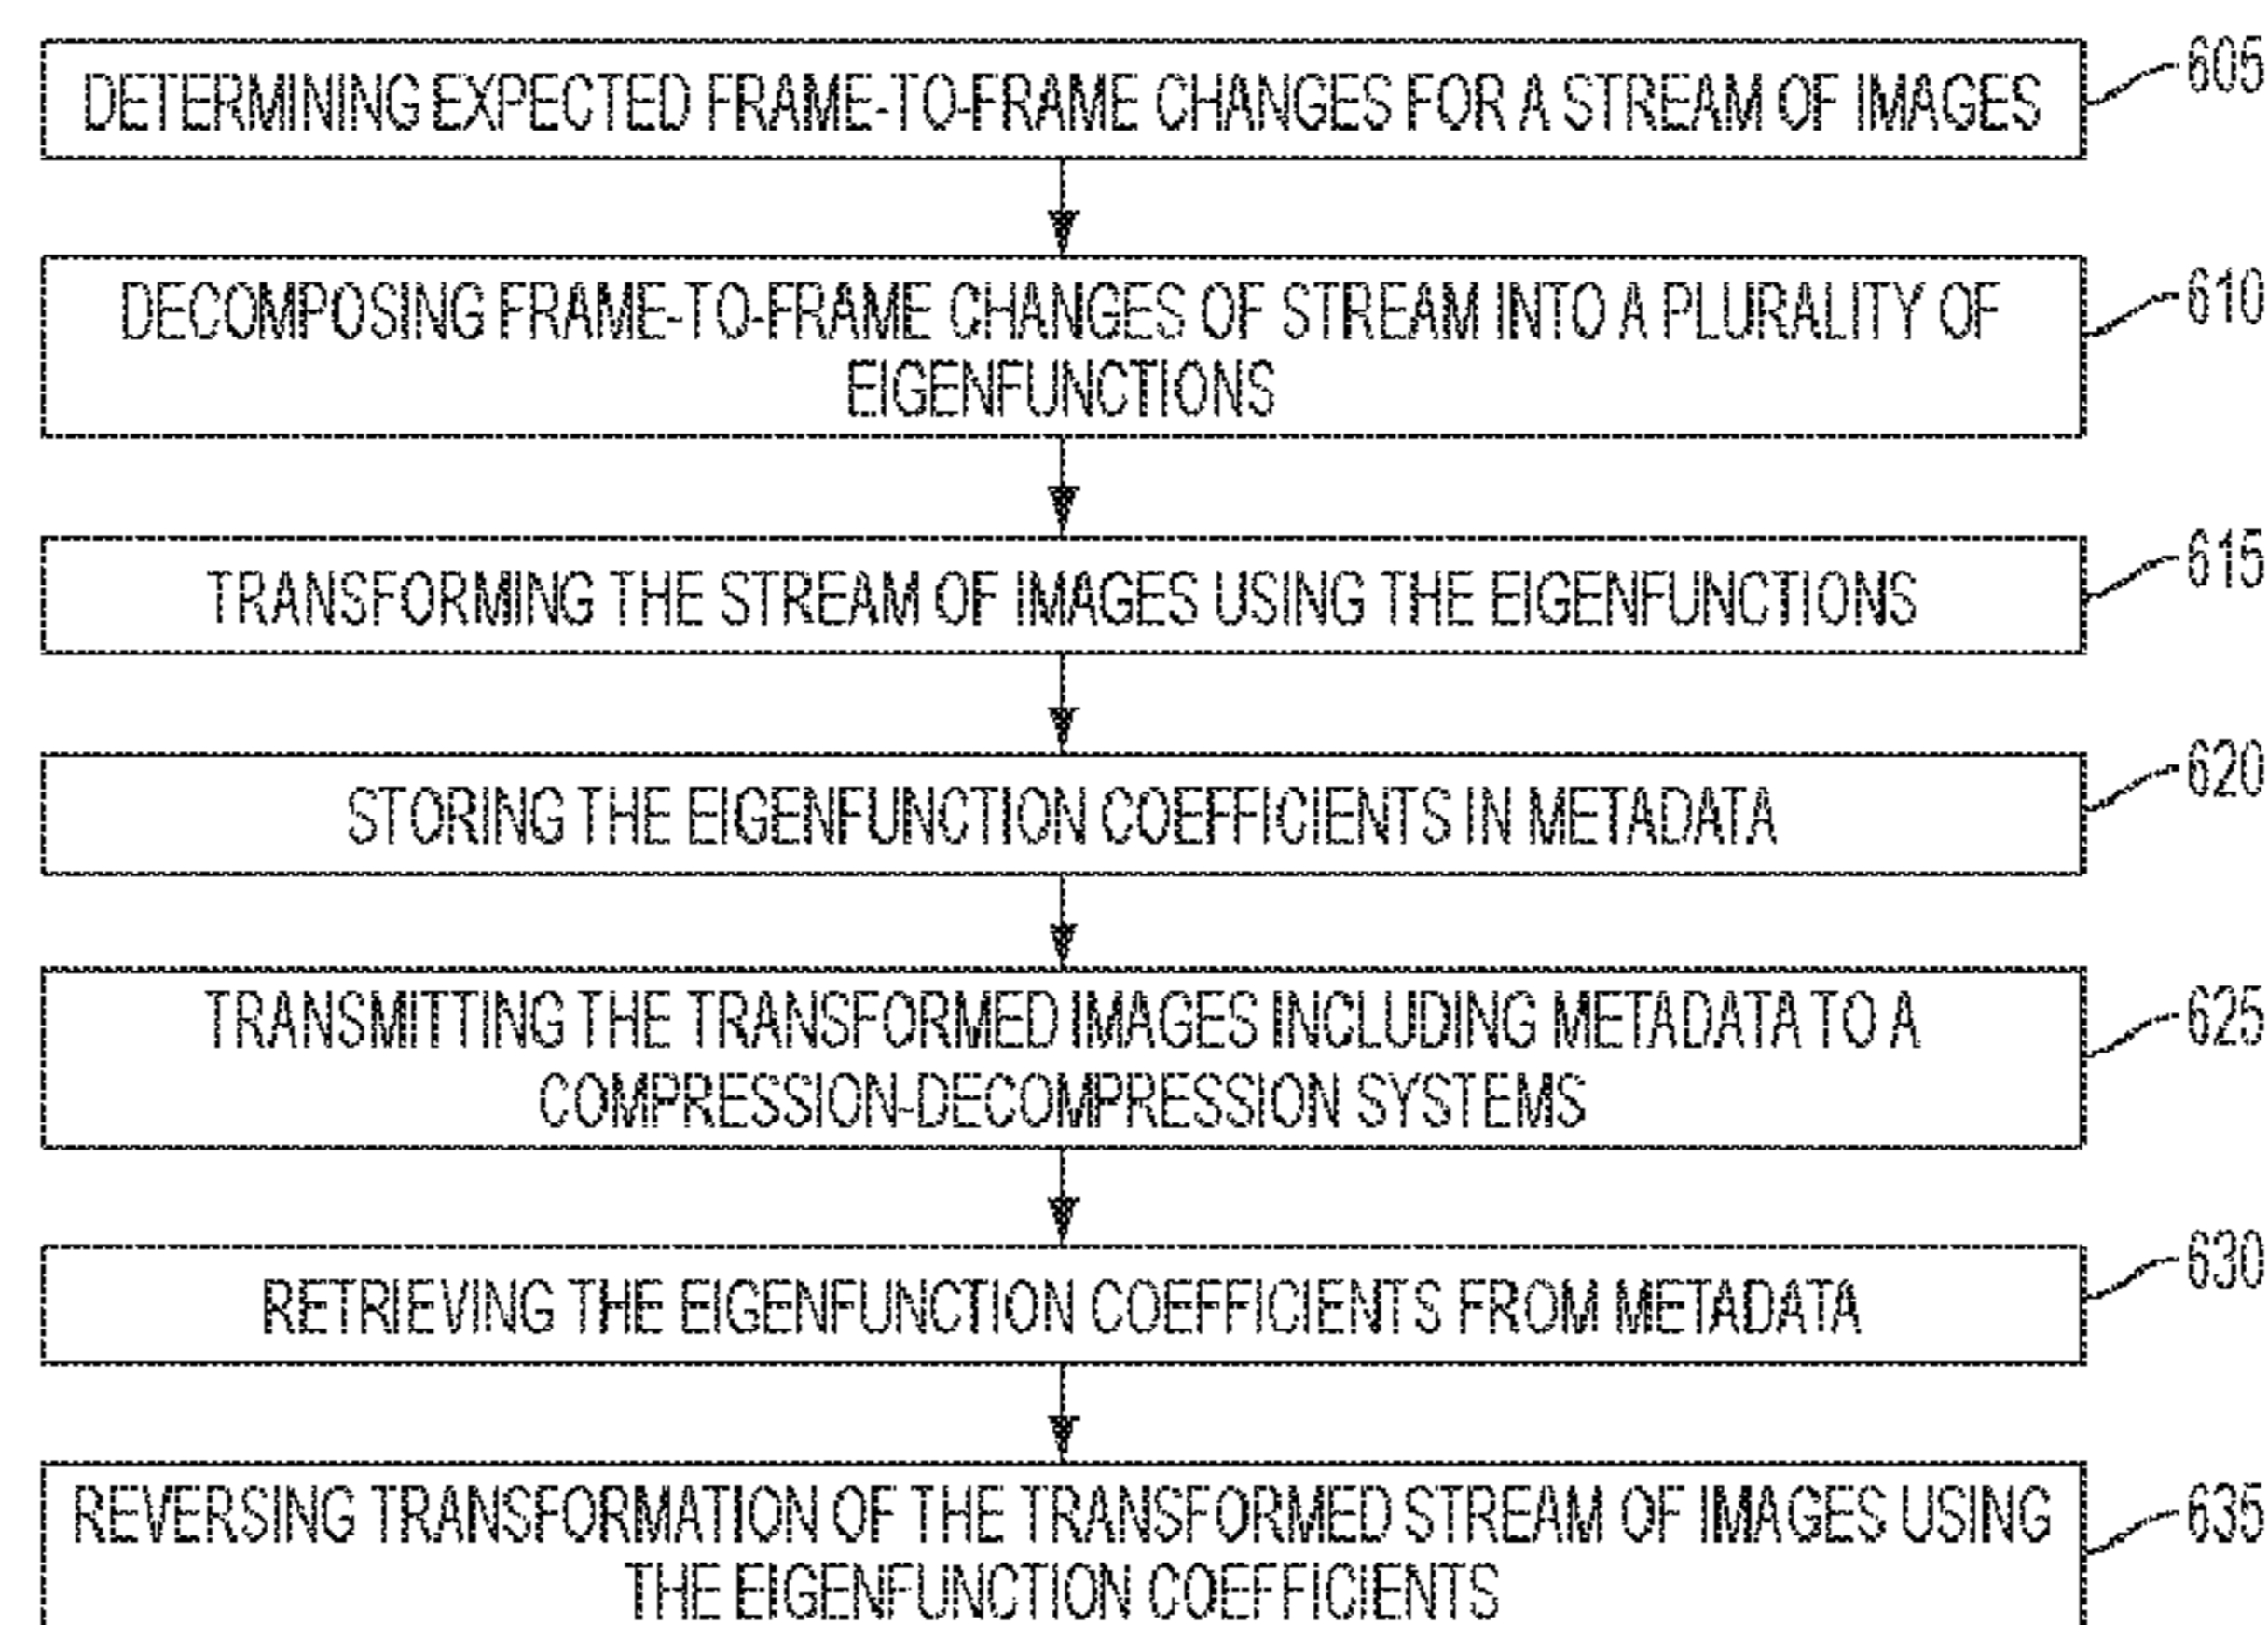 DETERMINING EXPECTED FRAME-TO-FRAME CHANGES FOR A STREAM OF IMAGES
605
DECOMPOSING FRAME-TO-FRAME CHANGES OF STREAM INTO A PLURALITY OF
EIGENFUNCTIONS
610
TRANSFORMING THE STREAM OF IMAGES USING THE EIGENFUNCTIONS
615
STORING THE EIGENFUNCTION COEFFICIENTS IN METADATA
620
TRANSMITTING THE TRANSFORMED IMAGES INCLUDING METADATA TO A
COMPRESSION-DECOMPRESSION SYSTEMS
625
RETRIEVING THE EIGENFUNCTION COEFFICIENTS FROM METADATA
630
REVERSING TRANSFORMATION OF THE TRANSFORMED STREAM OF IMAGES USING
THE EIGENFUNCTION COEFFICIENTS
635